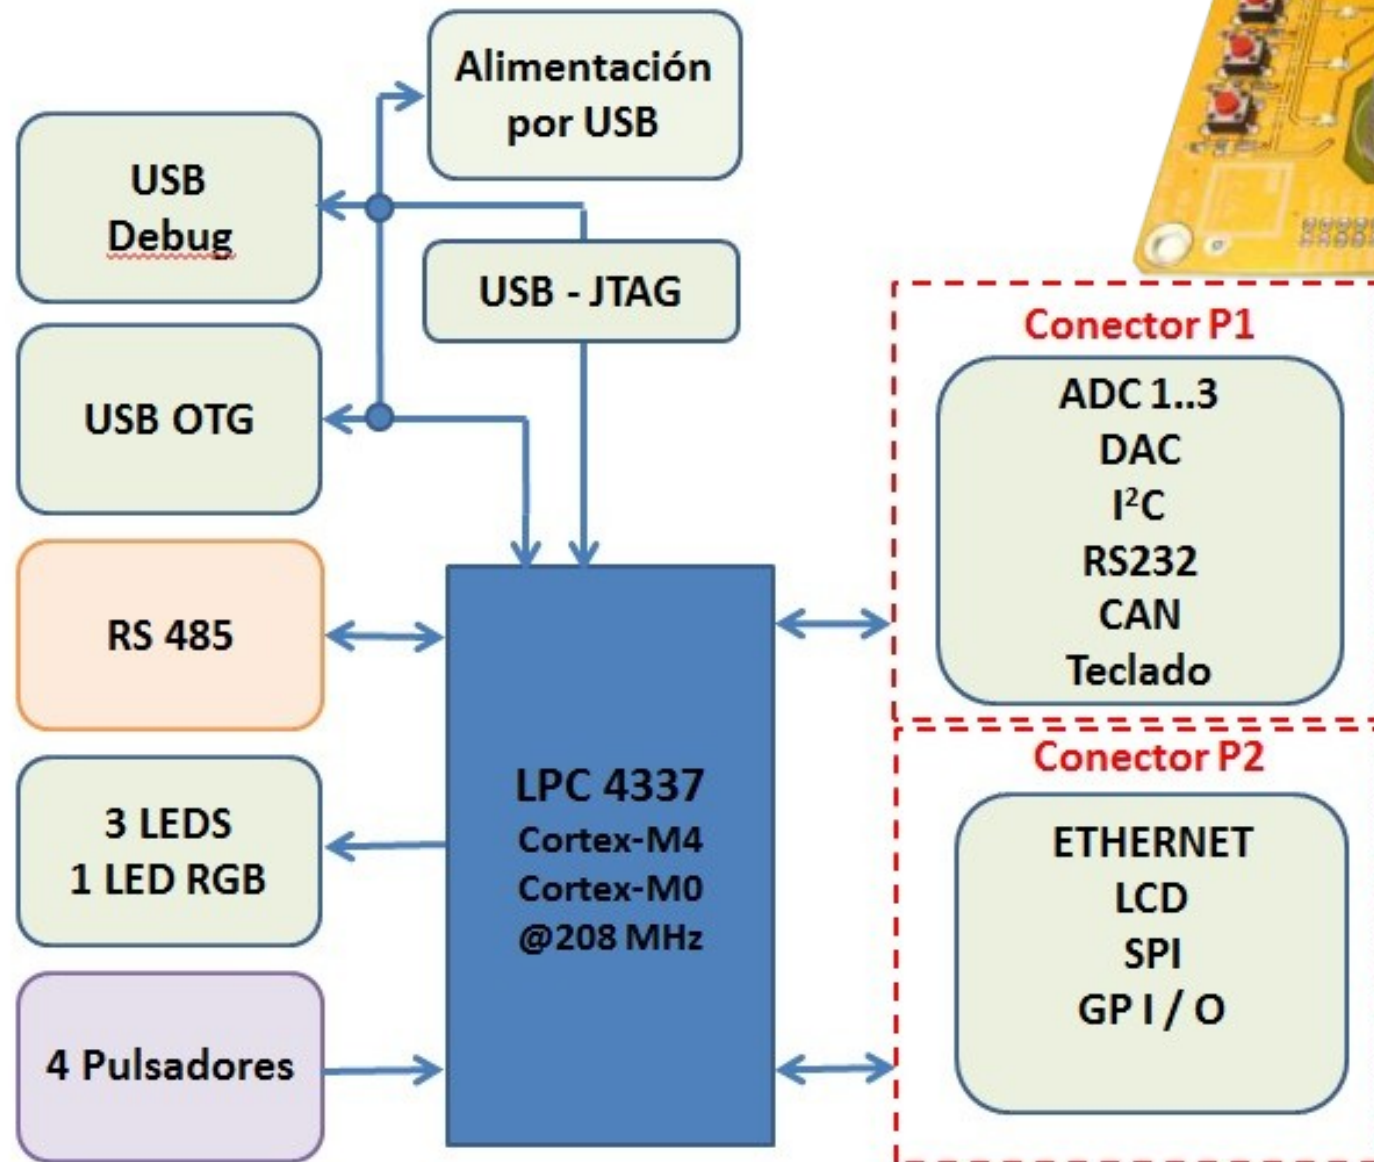 Alimentación
por USB
USB
Debug
USB - JTAG
USB OTG
RS 485
3 LEDS
1 LED RGB
4 Pulsadores
LPC 4337
Cortex-M4
Cortex-M0
@208 MHz
Conector P1
ADC 1..3
DAC
I²C
RS232
CAN
Teclado
Conector P2
ETHERNET
LCD
SPI
GP I / O